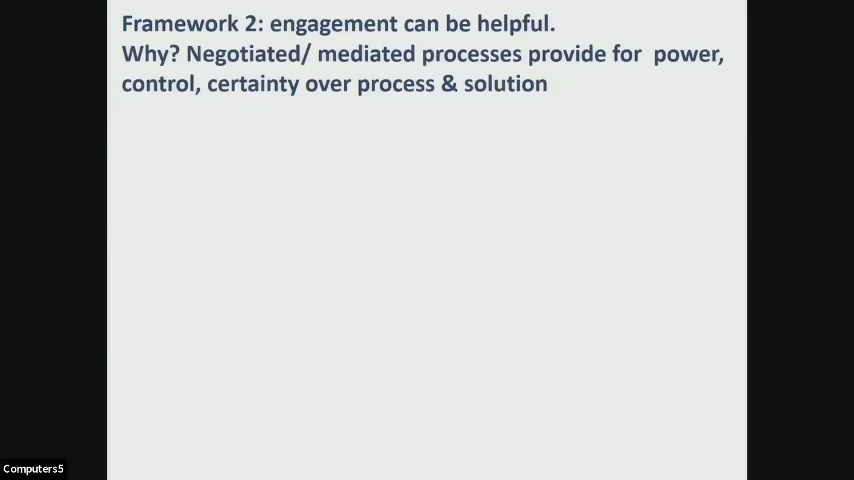 Framework 2: engagement can be helpful.
Why? Negotiated/ mediated processes provide for power,
control, certainty over process & solution
Computers5